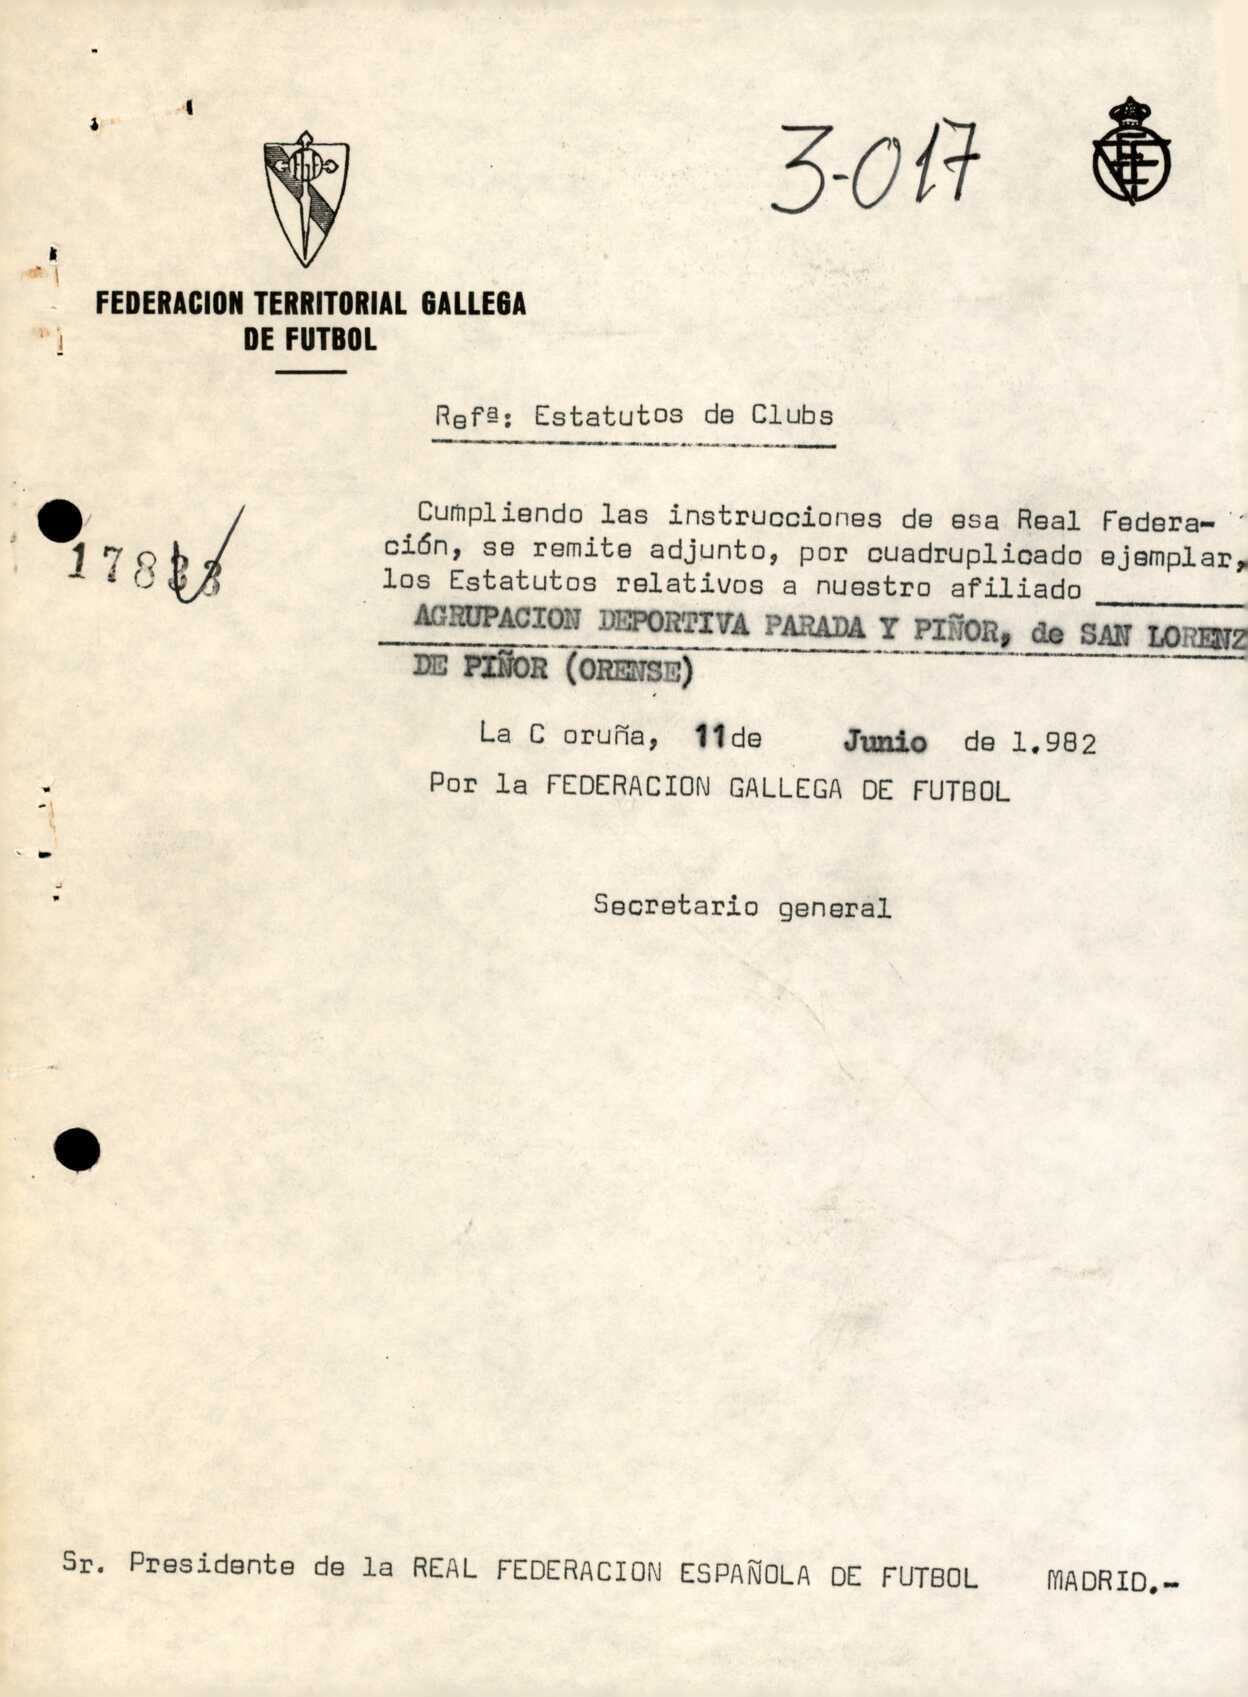 3-017
FEDERACION TERRITORIAL GALLEGA
DE FUTBOL
Refª: Estatutos de Clubs
Cumpliendo las instrucciones de esa Real Federa-
ción, se remite adjunto, por cuadruplicado ejemplar,
los Estatutos relativos a nuestro afiliado
AGRUPACION DEPORTIVA PARADA Y PIÑOR, de SAN LORENZ
DE PIÑOR (ORENSE)
La C oruña, 11 de Junio de 1.982
Por la FEDERACION GALLEGA DE FUTBOL
Secretario general
Sr. Presidente de la REAL FEDERACION ESPAÑOLA DE FUTBOL MADRID.-